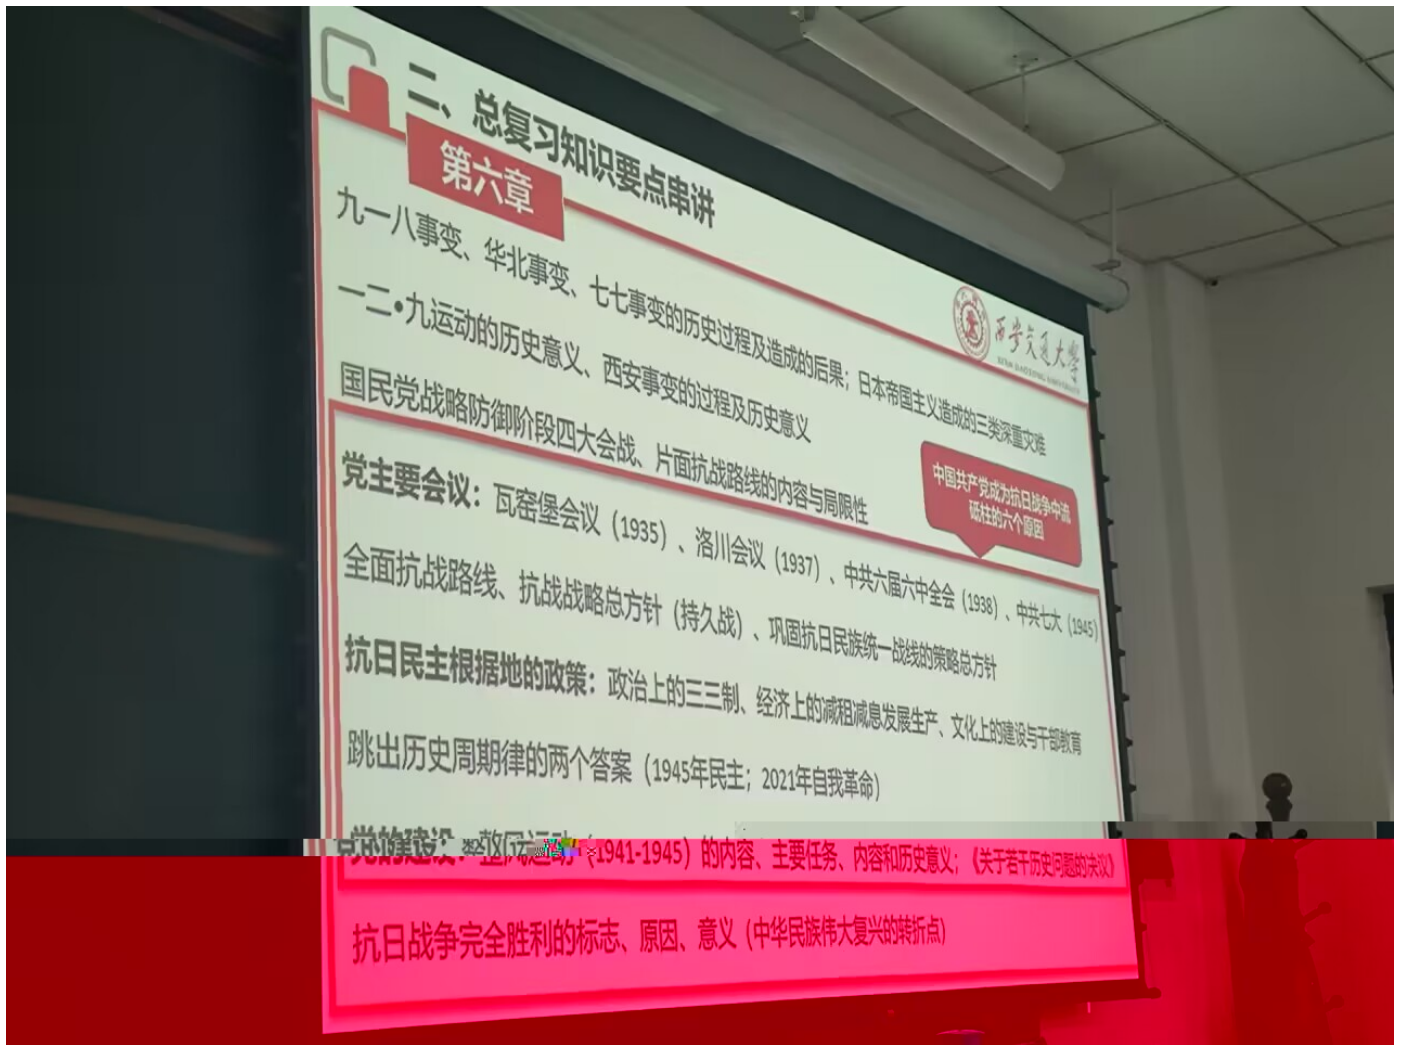 二、总复习知识要点串讲
第六章
西安交通大學
XI'AN JIAOTONG UNIVERSITY
九一八事变、华北事变、七七事变的历史过程及造成的后果；日本帝国主义造成的三类深重灾难
一二•九运动的历史意义、西安事变的过程及历史意义
国民党战略防御阶段四大会战、片面抗战路线的内容与局限性
中国共产党成为抗日战争中流
砥柱的六个原因
党主要会议：瓦窑堡会议（1935）、洛川会议（1937）、中共六届六中全会（1938）、中共七大（1945）
全面抗战路线、抗战战略总方针（持久战）、巩固抗日民族统一战线的策略总方针
抗日民主根据地的政策：政治上的三三制、经济上的减租减息发展生产、文化上的建设与干部教育
跳出历史周期律的两个答案（1945年民主；2021年自我革命）
党的建设：整风运动（1941-1945）的内容、主要任务、内容和历史意义；《关于若干历史问题的决议》
抗日战争完全胜利的标志、原因、意义（中华民族伟大复兴的转折点）